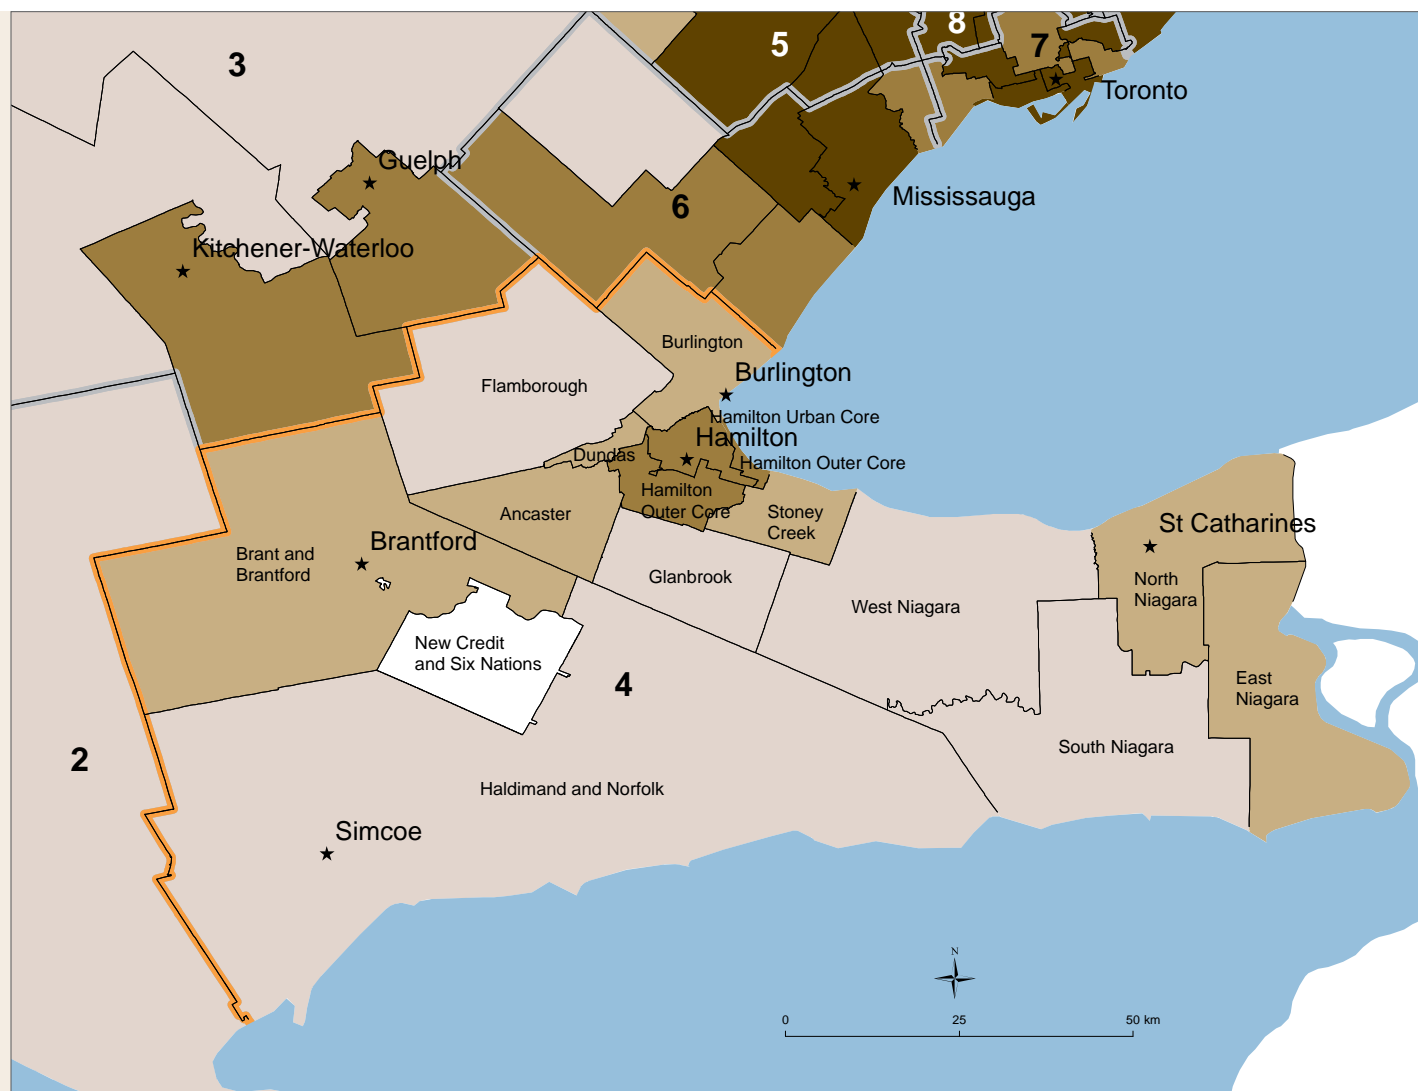 3
5
8
7
Toronto
Guelph
Mississauga
6
Kitchener-Waterloo
Burlington
Burlington
Flamborough
Hamilton Urban Core
Hamilton
Dundas
Hamilton Outer Core
Hamilton
Outer Core
Ancaster
Stoney
Creek
St Catharines
Brantford
Brant and
Brantford
Glanbrook
North
Niagara
West Niagara
New Credit
and Six Nations
4
East
Niagara
2
South Niagara
Haldimand and Norfolk
Simcoe
N
0
25
50 km